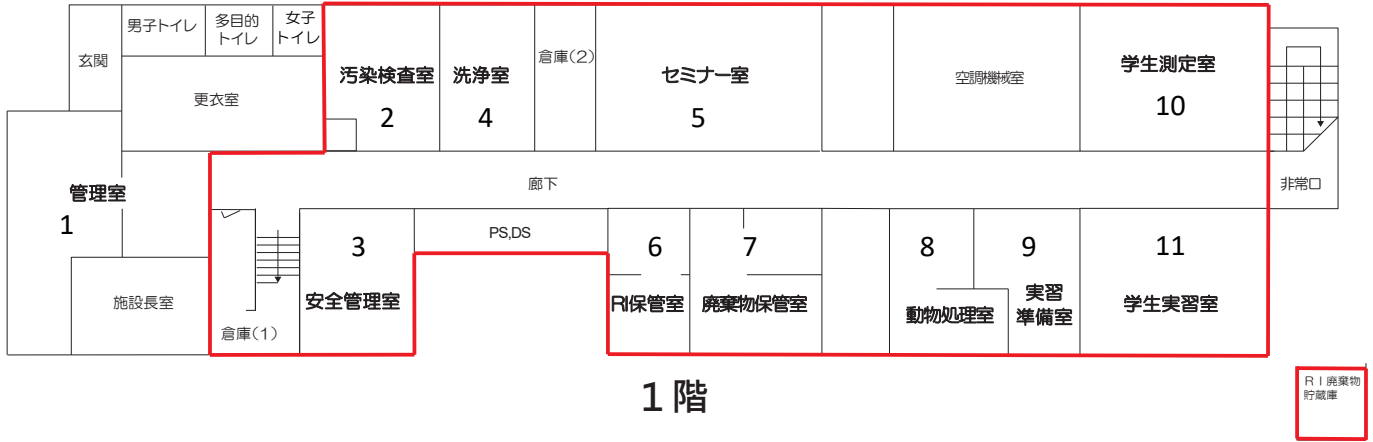 男子トイレ
多目的
トイレ
女子
トイレ
玄関
更衣室
汚染検査室
2
洗浄室
4
倉庫(2)
セミナー室
5
空調機械室
学生測定室
10
管理室
1
廊下
非常口
施設長室
倉庫(1)
3
安全管理室
PS,DS
6
RI保管室
7
廃棄物保管室
8
動物処理室
9
実習
準備室
11
学生実習室
1階
RI廃棄物
貯蔵庫